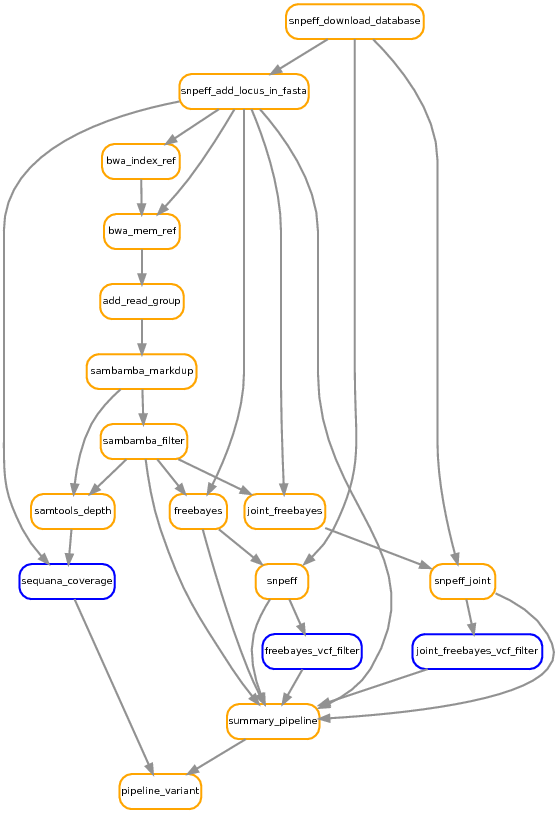 snpeff_download_database
snpeff_add_locus_in_fasta
bwa_index_ref
bwa_mem_ref
add_read_group
sambamba_markdup
sambamba_filter
samtools_depth
freebayes
joint_freebayes
sequana_coverage
snpeff
snpeff_joint
freebayes_vcf_filter
joint_freebayes_vcf_filter
summary_pipeline
pipeline_variant